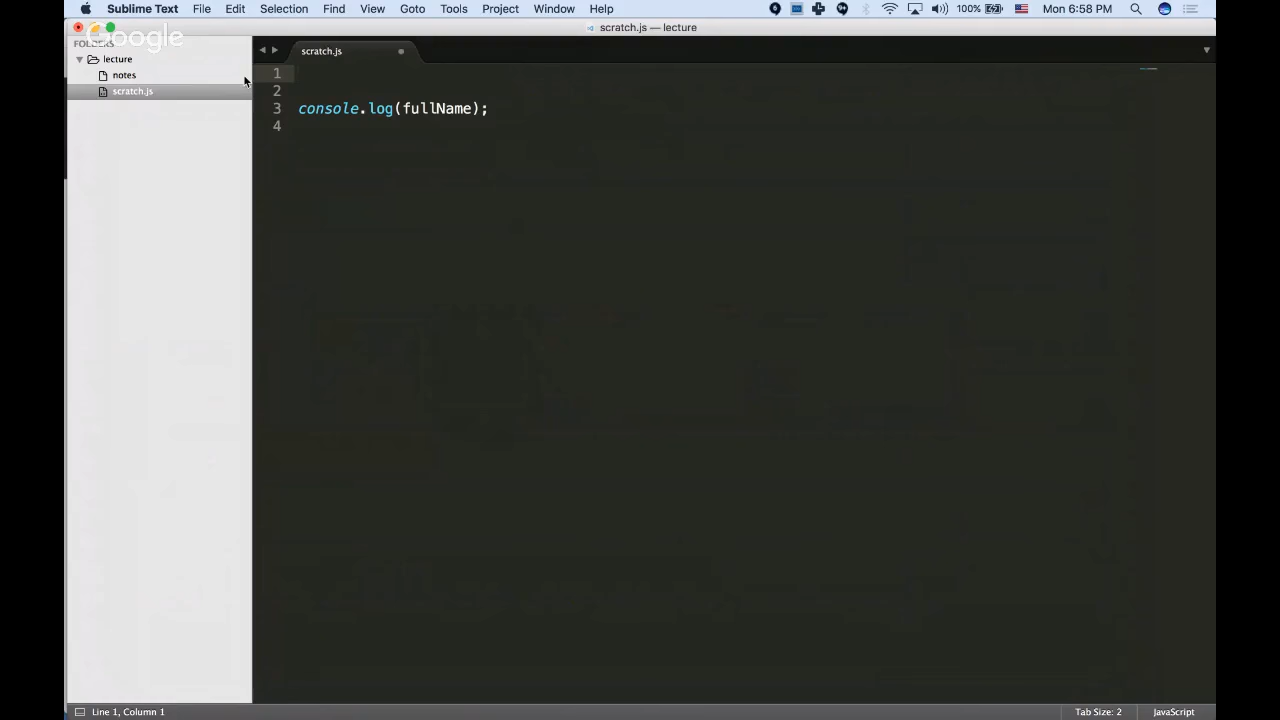 Sublime Text File Edit Selection Find View Goto Tools Project Window Help 100% Mon 6:58 PM
scratch.js — lecture
Google
FOLDERS
lecture
notes
scratch.js
scratch.js
1
2
3 console.log(fullName);
4
Line 1, Column 1 Tab Size: 2 JavaScript